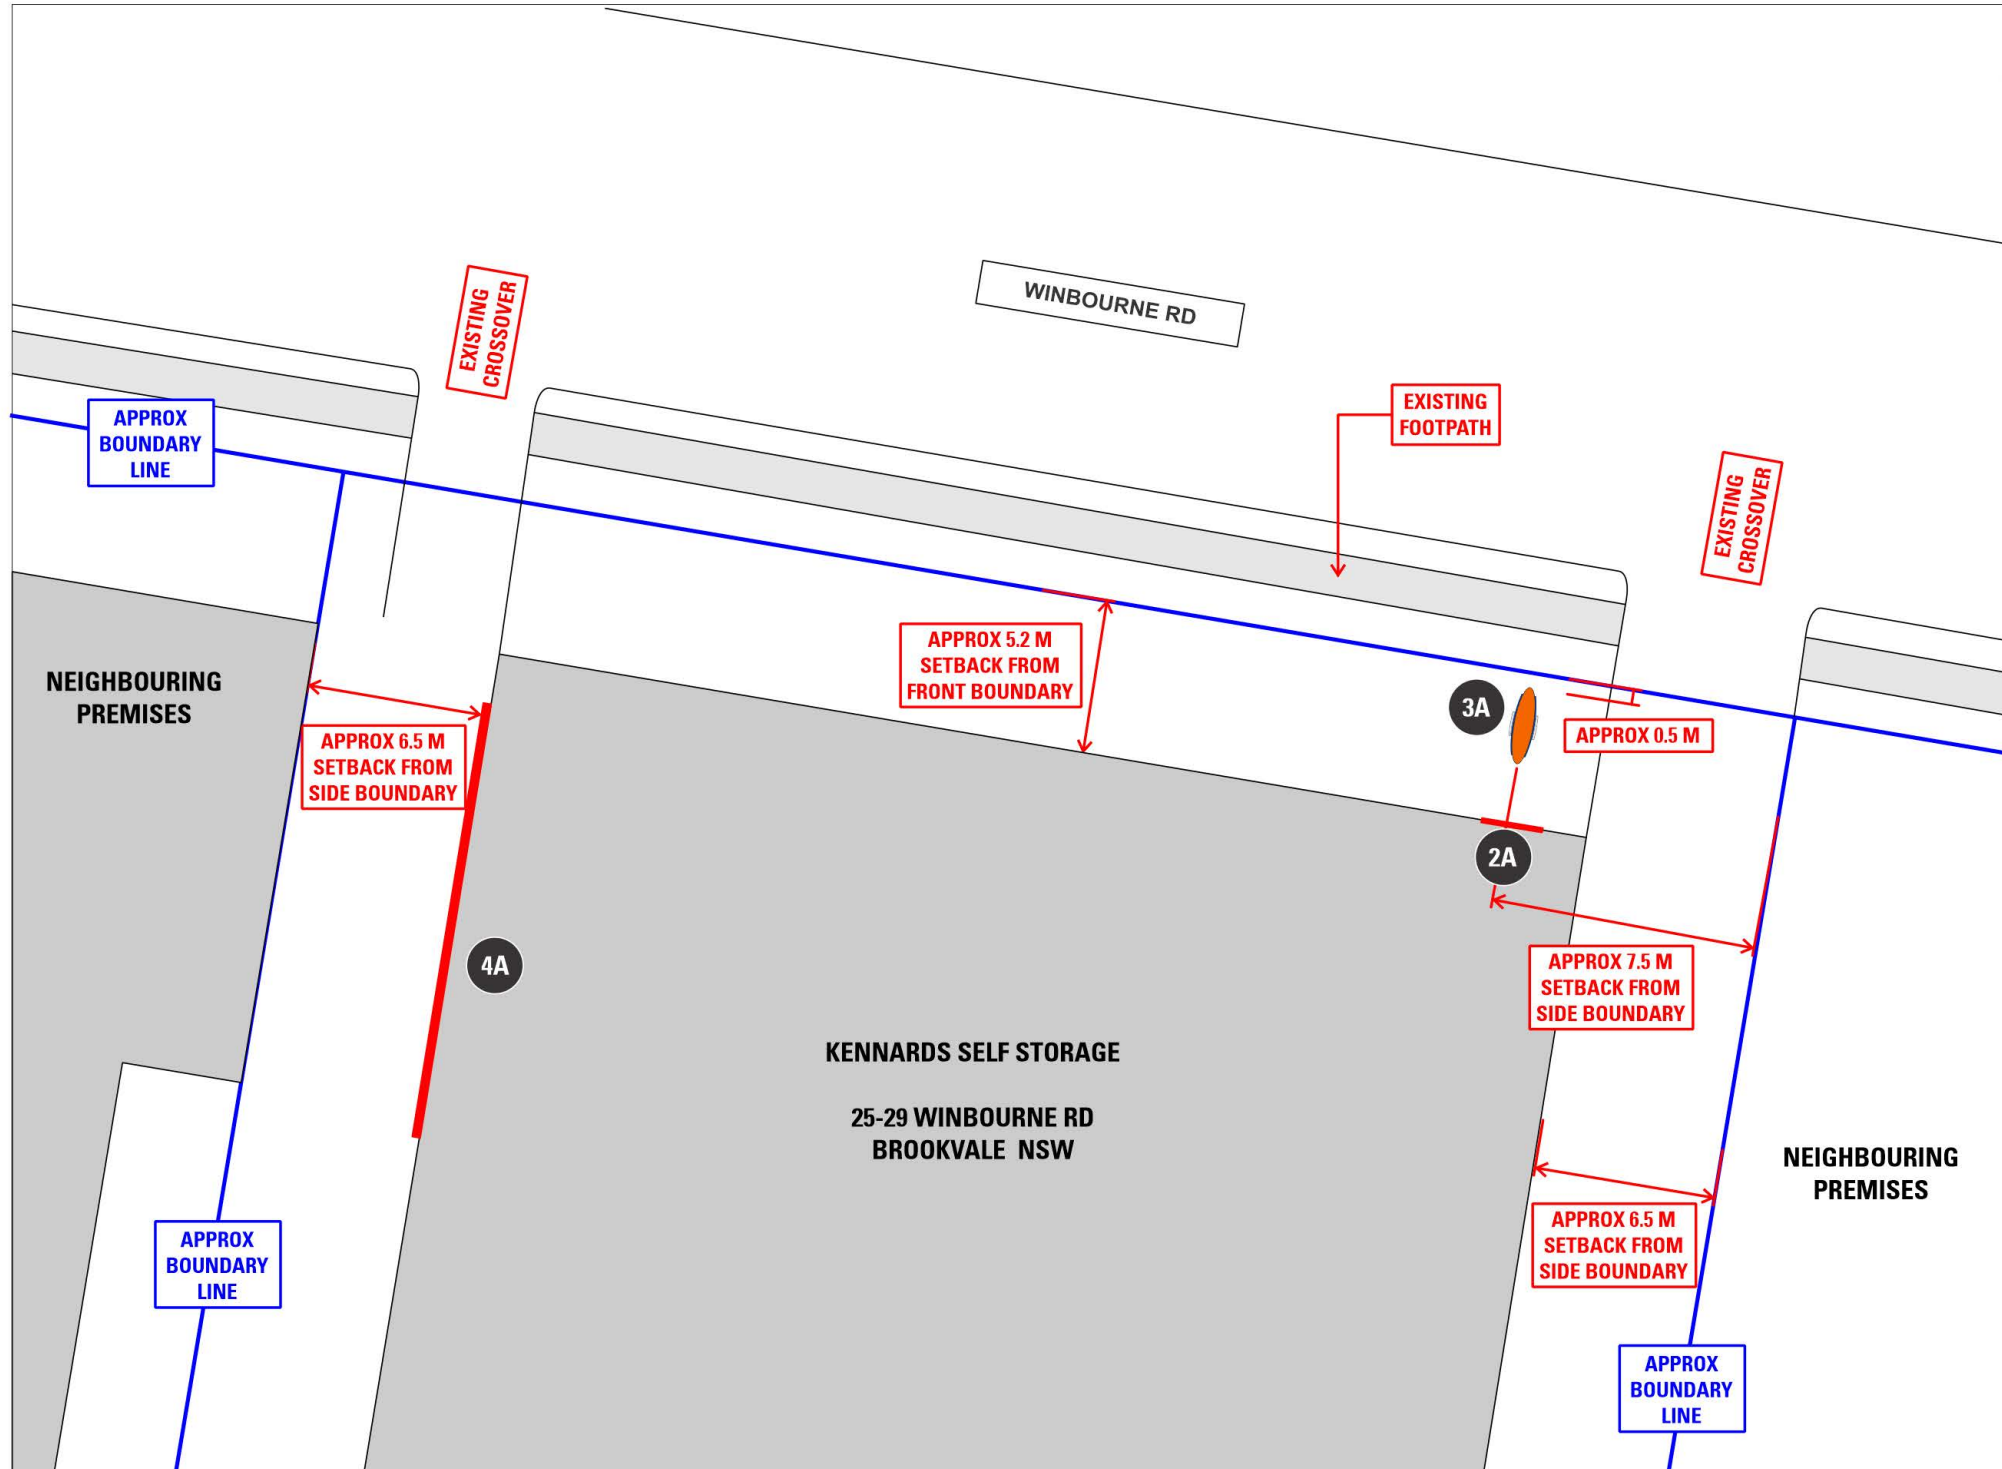 EXISTING
CROSSOVER
WINBOURNE RD
EXISTING
FOOTPATH
APPROX
BOUNDARY
LINE
EXISTING
CROSSOVER
APPROX 5.2 M
SETBACK FROM
FRONT BOUNDARY
NEIGHBOURING
PREMISES
3A
APPROX 0.5 M
APPROX 6.5 M
SETBACK FROM
SIDE BOUNDARY
2A
4A
APPROX 7.5 M
SETBACK FROM
SIDE BOUNDARY
KENNARDS SELF STORAGE
25-29 WINBOURNE RD
BROOKVALE NSW
NEIGHBOURING
PREMISES
APPROX 6.5 M
SETBACK FROM
SIDE BOUNDARY
APPROX
BOUNDARY
LINE
APPROX
BOUNDARY
LINE